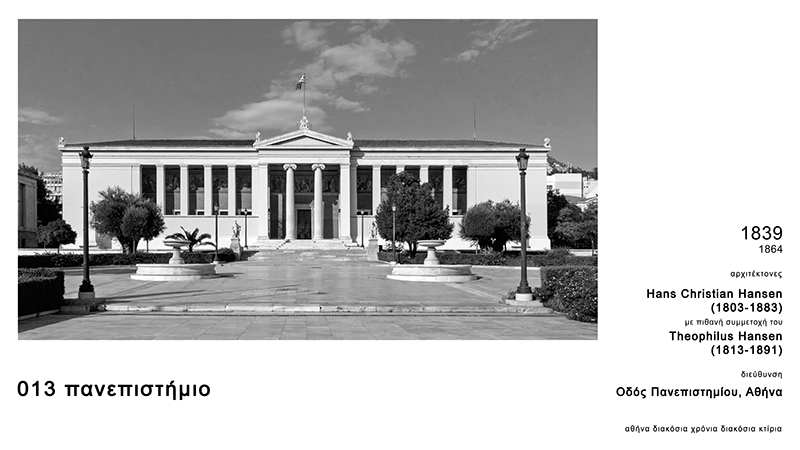 013 πανεπιστήμιο
1839
1864
αρχιτέκτονες
Hans Christian Hansen
(1803-1883)
με πιθανή συμμετοχή του
Theophilus Hansen
(1813-1891)
διεύθυνση
Οδός Πανεπιστημίου, Αθήνα
αθήνα διακόσια χρόνια διακόσια κτίρια